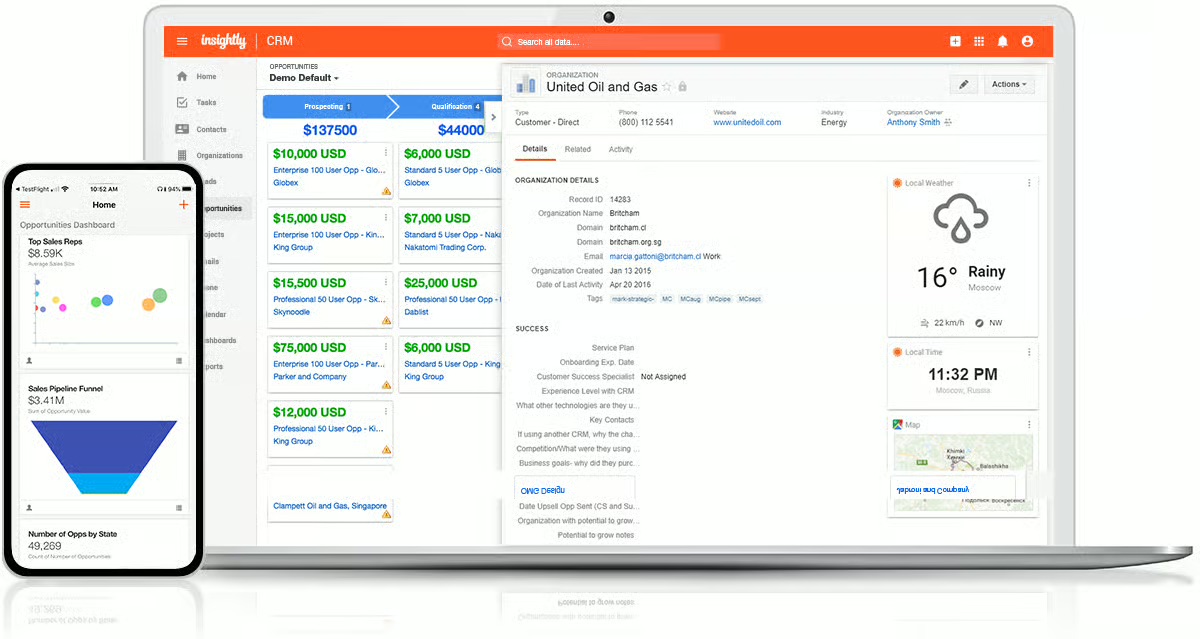 insightly
CRM
Search all data....
Home
Tasks
Contacts
Organizations
OPPORTUNITIES
Demo Default
Prospecting 1
Qualification 4
$137500
$44000
$10,000 USD
Enterprise 100 User Opp - Glo...
Globex
$15,000 USD
Enterprise 100 User Opp - Kin...
King Group
$15,500 USD
Professional 50 User Opp - Sk...
Skynoodle
$75,000 USD
Enterprise 100 User Opp - Par...
Parker and Company
$12,000 USD
Professional 50 User Opp - Ki...
King Group
Clampett Oil and Gas, Singapore
$6,000 USD
Standard 5 User Opp - Glob
Globex
$7,000 USD
Standard 5 User Opp - Naka
Nakatomi Trading Corp.
$25,000 USD
Professional 50 User Opp -
Dablist
$6,000 USD
Standard 5 User Opp - King
King Group
ORGANIZATION
United Oil and Gas
Actions
Type
Customer - Direct
Phone
(800) 112 5541
Website
www.unitedoil.com
Industry
Energy
Organization Owner
Anthony Smith
Details
Related
Activity
ORGANIZATION DETAILS
Record ID 14283
Organization Name Britcham
Domain britcham.cl
Domain britcham.org.sg
Email marcia.gattoni@britcham.cl Work
Organization Created Jan 13 2015
Date of Last Activity Apr 20 2016
Tags mark-strategio- MC MCaug MCpipe MCsept
SUCCESS
Service Plan
Onboarding Exp. Date
Customer Success Specialist Not Assigned
Experience Level with CRM
What other technologies are they u...
Key Contacts
If using another CRM, why the cha...
Competition/What were they using ...
Business goals- why did they purc...
OMG Design
Date Upsell Opp Sent (CS and Su...
Organization with potential to grow...
Potential to grow notes
Local Weather
16° Rainy
Moscow
22 km/h NW
Local Time
11:32 PM
Moscow, Russia
Map
Khimki
Химки
Balashikha
Jabroni and Company
TestFlight
10:52 AM
94%
Home
Opportunities Dashboard
Top Sales Reps
$8.59K
Average Sales Size
Sales Pipeline Funnel
$3.41M
Sum of Opportunity Value
Number of Opps by State
49,269
Count of Number of Opportunities